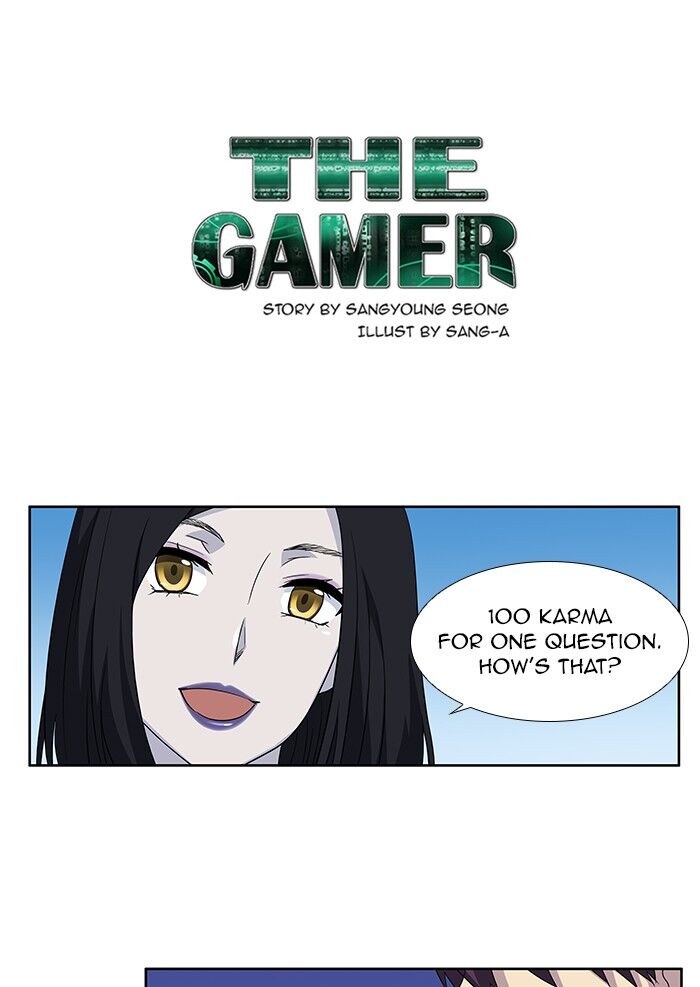 THE
GAMER
STORY BY SANGYOUNG SEONG
ILLUST BY SANG-A
100 KARMA
FOR ONE QUESTION.
HOW'S THAT?